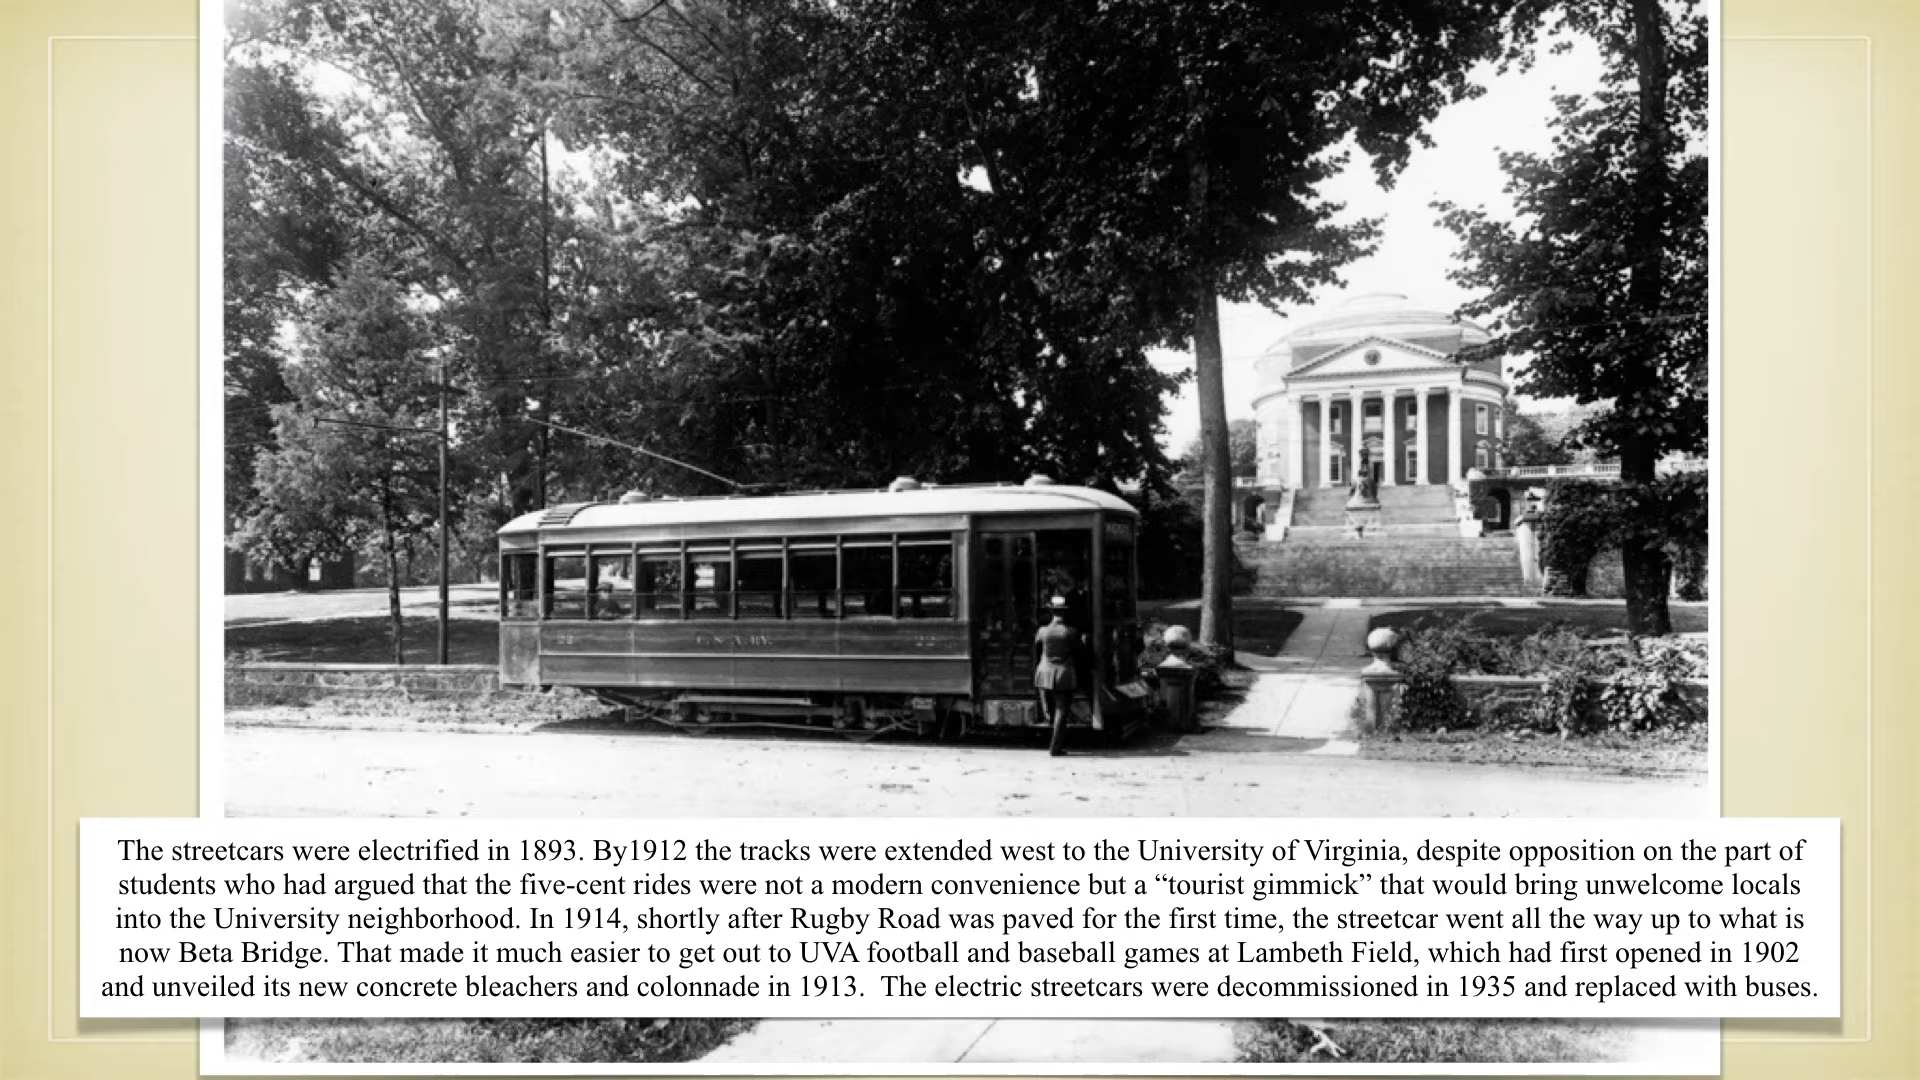 22 C. & A. RY. 22
The streetcars were electrified in 1893. By1912 the tracks were extended west to the University of Virginia, despite opposition on the part of
students who had argued that the five-cent rides were not a modern convenience but a “tourist gimmick” that would bring unwelcome locals
into the University neighborhood. In 1914, shortly after Rugby Road was paved for the first time, the streetcar went all the way up to what is
now Beta Bridge. That made it much easier to get out to UVA football and baseball games at Lambeth Field, which had first opened in 1902
and unveiled its new concrete bleachers and colonnade in 1913.  The electric streetcars were decommissioned in 1935 and replaced with buses.